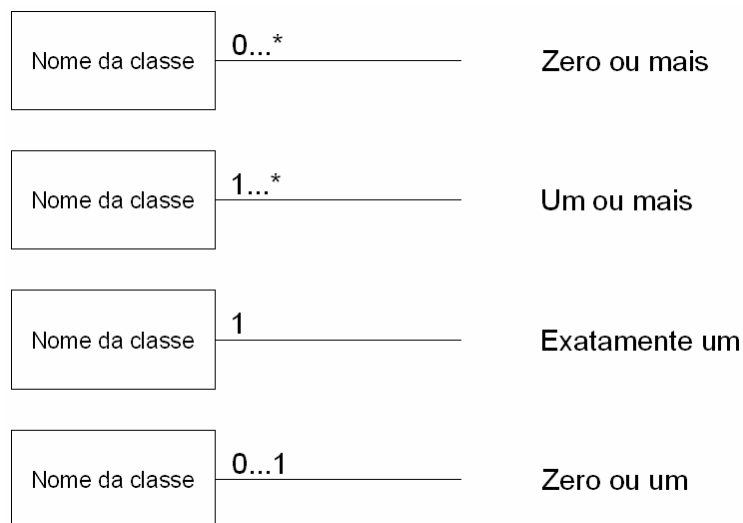 Nome da classe 0...* Zero ou mais
Nome da classe 1...* Um ou mais
Nome da classe 1 Exatamente um
Nome da classe 0...1 Zero ou um